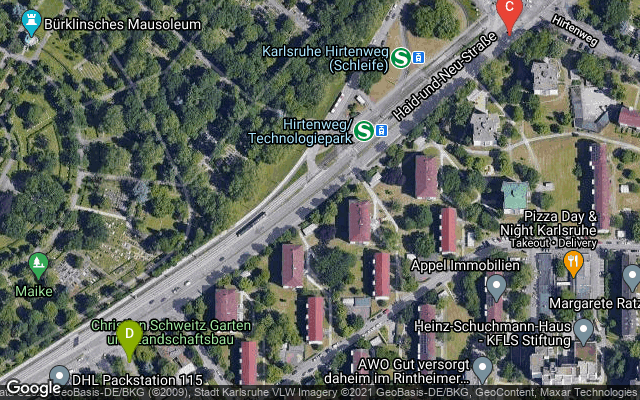 C
Bürklinsches Mausoleum
Hirtenweg
Karlsruhe Hirtenweg
(Schleife)
S
Haid-und-Neu-Straße
Hirtenweg/
Technologiepark
S
Pizza Day &
Night Karlsruhe
Takeout • Delivery
Maike
Appel Immobilien
Margarete Ratz
Christian Schweitz Garten
und Landschaftsbau
D
Heinz-Schuchmann-Haus
- KFLS Stiftung
AWO Gut versorgt
daheim im Rintheimer...
DHL Packstation 115
Google
GeoBasis-DE/BKG (©2009), Stadt Karlsruhe VLW Imagery ©2021 GeoBasis-DE/BKG, GeoContent, Maxar Technologies